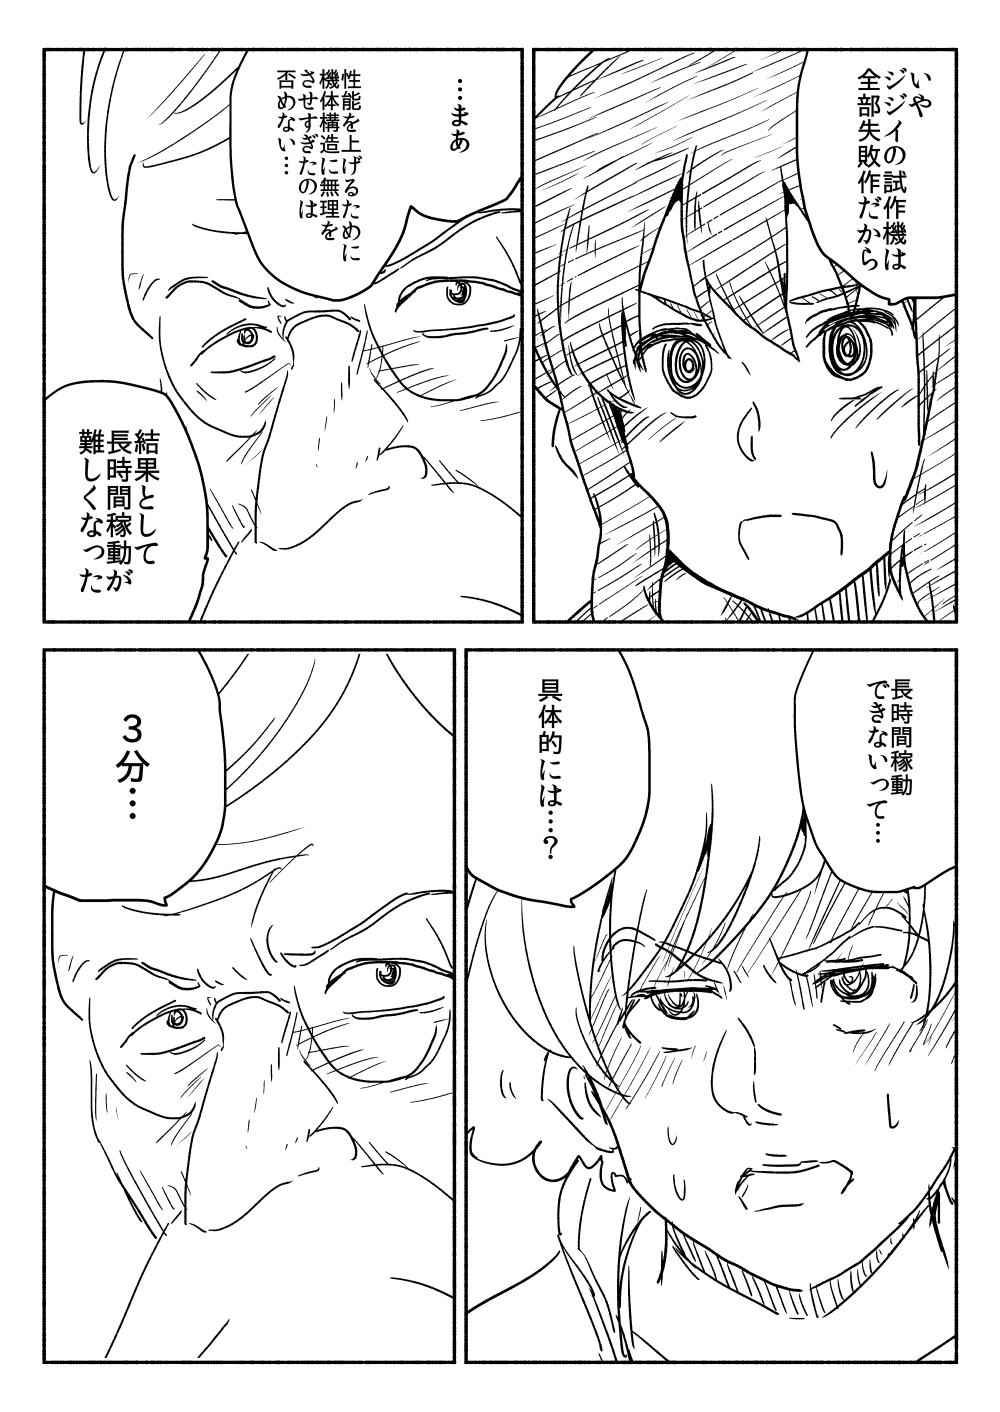 いや
ジジイの試作機は
全部失敗作だから
…まあ
性能を上げるために
機体構造に無理を
させすぎたのは
否めない…
結果として
長時間稼動が
難しくなった
長時間稼動
できないって…
具体的には…？
３分…